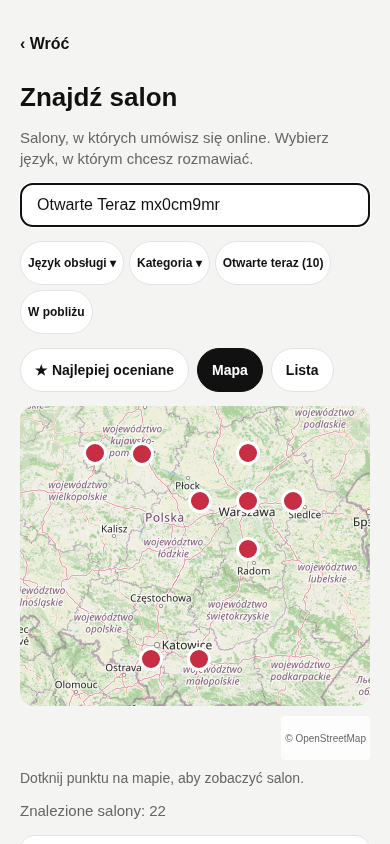 ‹ Wróć
Znajdź salon
Salony, w których umówisz się online. Wybierz
język, w którym chcesz rozmawiać.
Otwarte Teraz mx0cm9mr
Język obsługi ▾ Kategoria ▾ Otwarte teraz (10)
W pobliżu
★ Najlepiej oceniane Mapa Lista
województwo
podlaskie
województwo
kujawsko-
województwo
wielkopolskie
Płock
Polska
Warszawa
Siedlce
Kalisz
województwo
łódzkie
Radom
województwo
lubelskie
Częstochowa
województwo
świętokrzyskie
województwo
opolskie
Katowice
Ostrava
województwo
małopolskie
województwo
podkarpackie
Olomouc
© OpenStreetMap
Dotknij punktu na mapie, aby zobaczyć salon.
Znalezione salony: 22